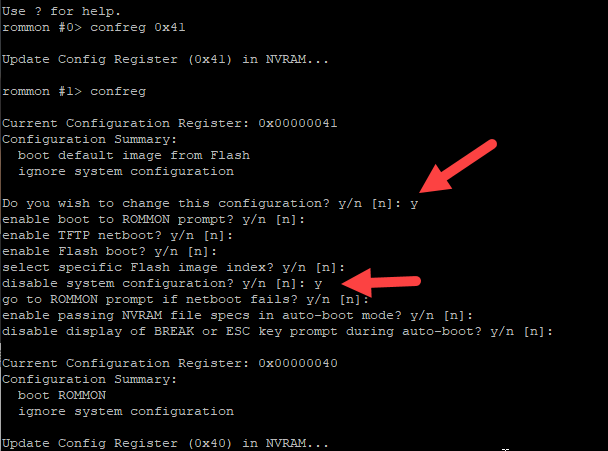 Use ? for help.
rommon #0> confreg 0x41
Update Config Register (0x41) in NVRAM...
rommon #1> confreg
Current Configuration Register: 0x00000041
Configuration Summary:
  boot default image from Flash
  ignore system configuration
Do you wish to change this configuration? y/n [n]: y
enable boot to ROMMON prompt? y/n [n]:
enable TFTP netboot? y/n [n]:
enable Flash boot? y/n [n]:
select specific Flash image index? y/n [n]:
disable system configuration? y/n [n]: y
go to ROMMON prompt if netboot fails? y/n [n]:
enable passing NVRAM file specs in auto-boot mode? y/n [n]:
disable display of BREAK or ESC key prompt during auto-boot? y/n [n]:
Current Configuration Register: 0x00000040
Configuration Summary:
  boot ROMMON
  ignore system configuration
Update Config Register (0x40) in NVRAM...